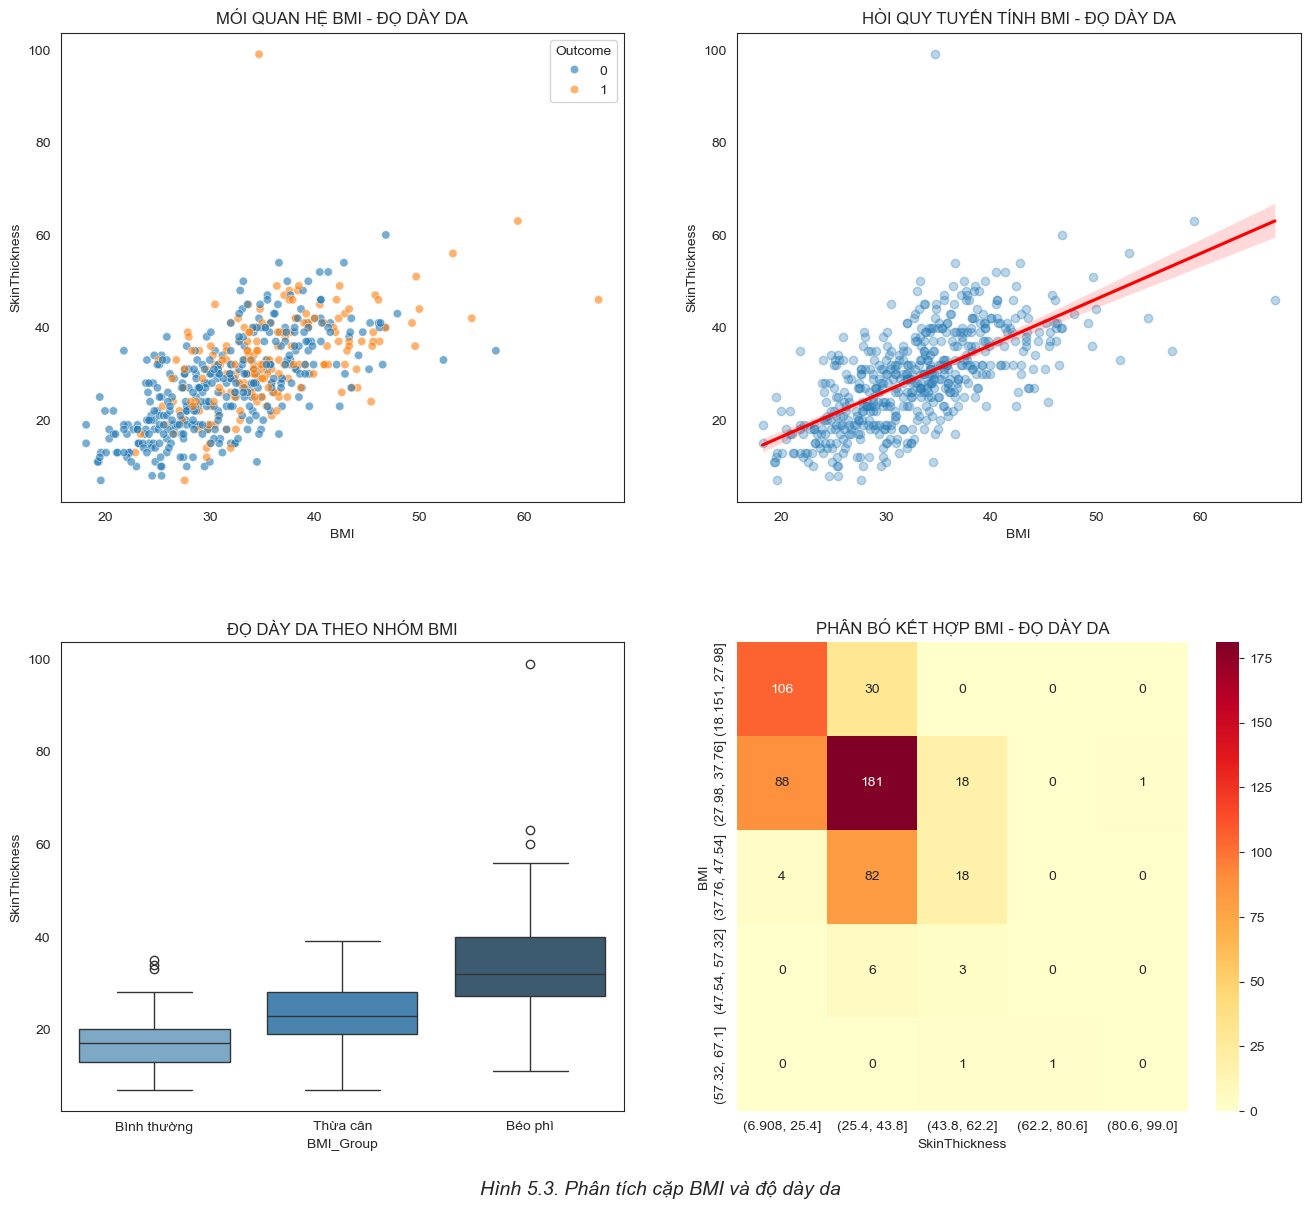 MÓI QUAN HỆ BMI - ĐỌ DÀY DA
100
80
60
40
20
SkinThickness
20 30 40 50 60
BMI
Outcome
0
1
HÒI QUY TUYẾN TÍNH BMI - ĐỌ DÀY DA
100
80
60
40
20
SkinThickness
20 30 40 50 60
BMI
ĐỌ DÀY DA THEO NHÓM BMI
100
80
60
40
20
SkinThickness
Bình thường Thừa cân Béo phì
BMI_Group
PHÂN BÓ KẾT HỢP BMI - ĐỌ DÀY DA
BMI
(18.151, 27.98] 106 30 0 0 0
(27.98, 37.76] 88 181 18 0 1
(37.76, 47.54] 4 82 18 0 0
(47.54, 57.32] 0 6 3 0 0
(57.32, 67.1] 0 0 1 1 0
(6.908, 25.4] (25.4, 43.8] (43.8, 62.2] (62.2, 80.6] (80.6, 99.0]
SkinThickness
175
150
125
100
75
50
25
0
Hình 5.3. Phân tích cặp BMI và độ dày da